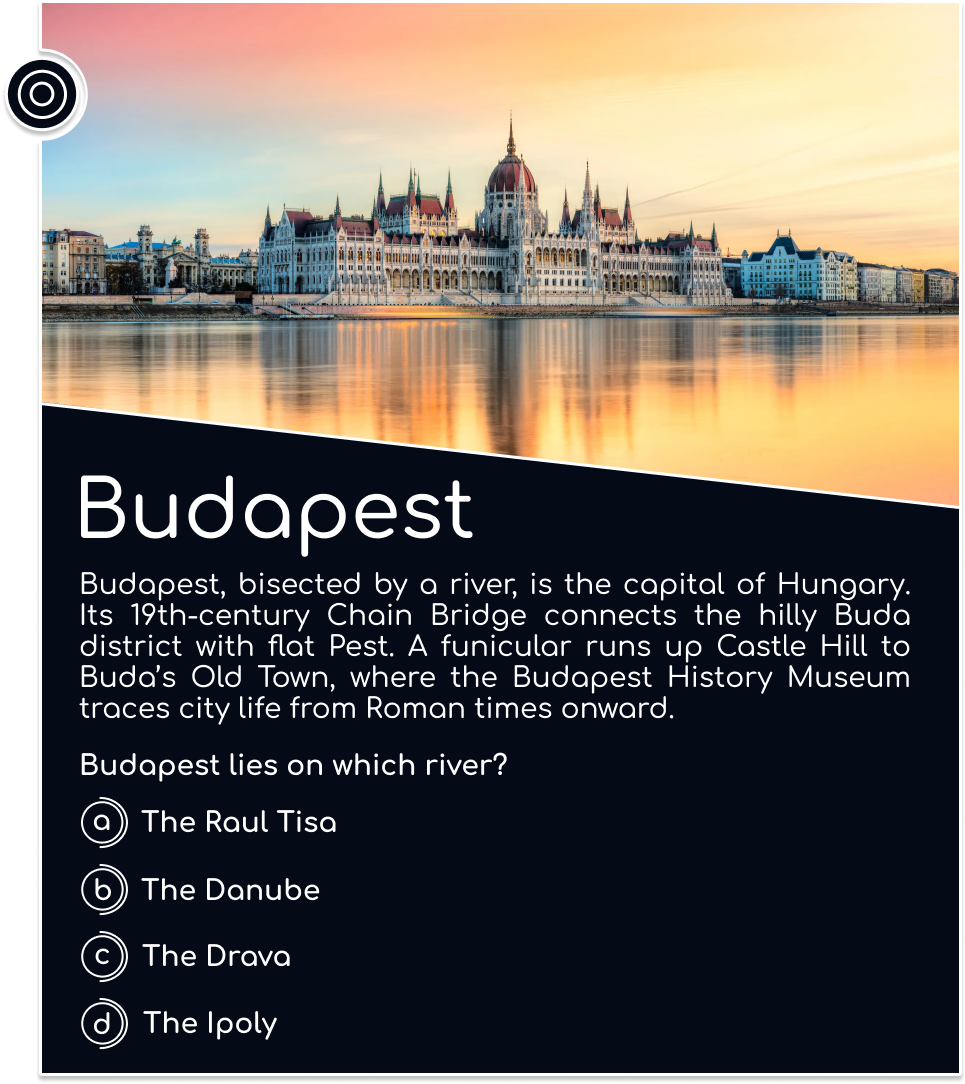 Budapest
Budapest, bisected by a river, is the capital of Hungary.
Its 19th-century Chain Bridge connects the hilly Buda
district with flat Pest. A funicular runs up Castle Hill to
Buda’s Old Town, where the Budapest History Museum
traces city life from Roman times onward.
Budapest lies on which river?
a The Raul Tisa
b The Danube
c The Drava
d The Ipoly